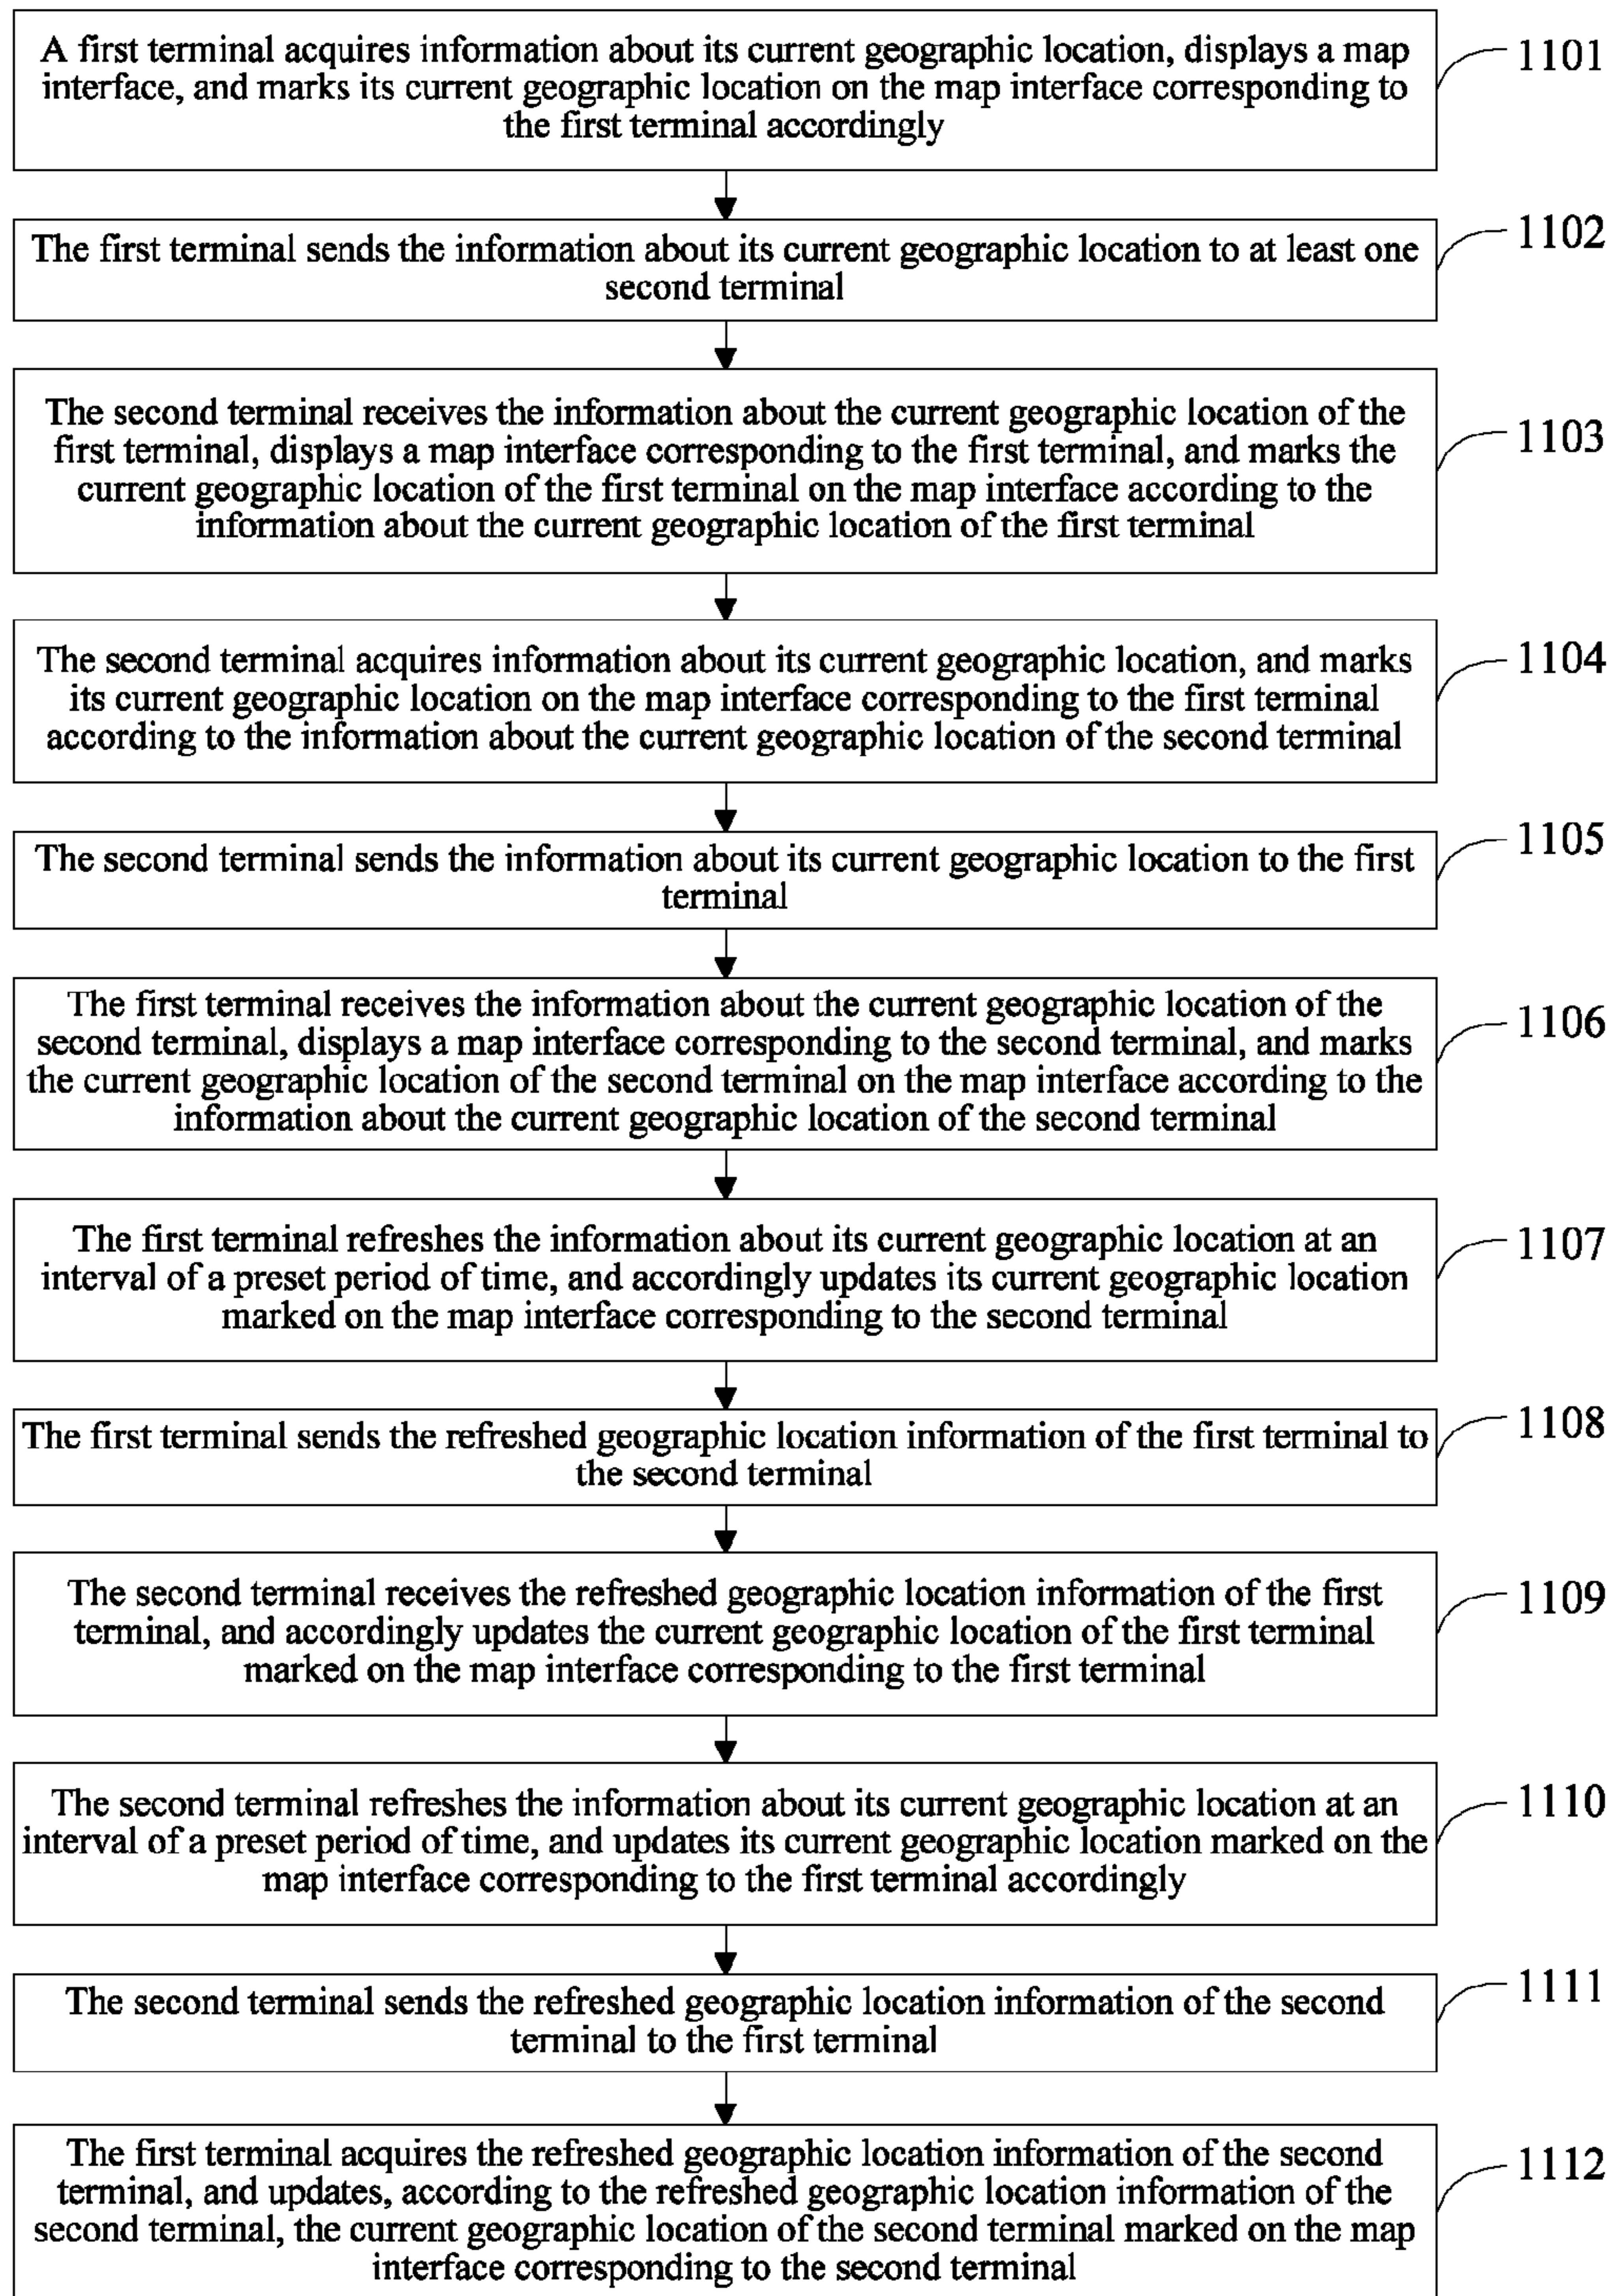 A first terminal acquires information about its current geographic location, displays a map
interface, and marks its current geographic location on the map interface corresponding to
the first terminal accordingly
1101
The first terminal sends the information about its current geographic location to at least one
second terminal
1102
The second terminal receives the information about the current geographic location of the
first terminal, displays a map interface corresponding to the first terminal, and marks the
current geographic location of the first terminal on the map interface according to the
information about the current geographic location of the first terminal
1103
The second terminal acquires information about its current geographic location, and marks
its current geographic location on the map interface corresponding to the first terminal
according to the information about the current geographic location of the second terminal
1104
The second terminal sends the information about its current geographic location to the first
terminal
1105
The first terminal receives the information about the current geographic location of the
second terminal, displays a map interface corresponding to the second terminal, and marks
the current geographic location of the second terminal on the map interface according to the
information about the current geographic location of the second terminal
1106
The first terminal refreshes the information about its current geographic location at an
interval of a preset period of time, and accordingly updates its current geographic location
marked on the map interface corresponding to the second terminal
1107
The first terminal sends the refreshed geographic location information of the first terminal to
the second terminal
1108
The second terminal receives the refreshed geographic location information of the first
terminal, and accordingly updates the current geographic location of the first terminal
marked on the map interface corresponding to the first terminal
1109
The second terminal refreshes the information about its current geographic location at an
interval of a preset period of time, and updates its current geographic location marked on the
map interface corresponding to the first terminal accordingly
1110
The second terminal sends the refreshed geographic location information of the second
terminal to the first terminal
1111
The first terminal acquires the refreshed geographic location information of the second
terminal, and updates, according to the refreshed geographic location information of the
second terminal, the current geographic location of the second terminal marked on the map
interface corresponding to the second terminal
1112